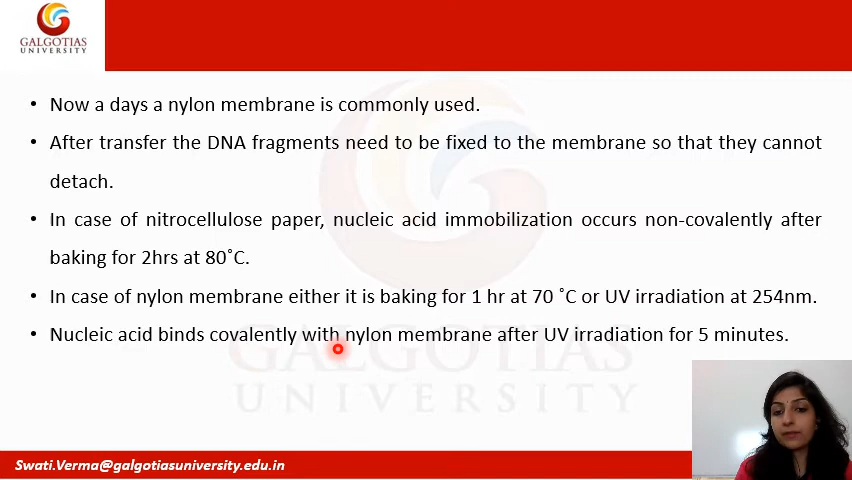 GALGOTIAS
UNIVERSITY
• Now a days a nylon membrane is commonly used.
• After transfer the DNA fragments need to be fixed to the membrane so that they cannot
detach.
• In case of nitrocellulose paper, nucleic acid immobilization occurs non-covalently after
baking for 2hrs at 80˚C.
• In case of nylon membrane either it is baking for 1 hr at 70 ˚C or UV irradiation at 254nm.
• Nucleic acid binds covalently with nylon membrane after UV irradiation for 5 minutes.
GALGOTIAS
UNIVERSITY
Swati.Verma@galgotiasuniversity.edu.in